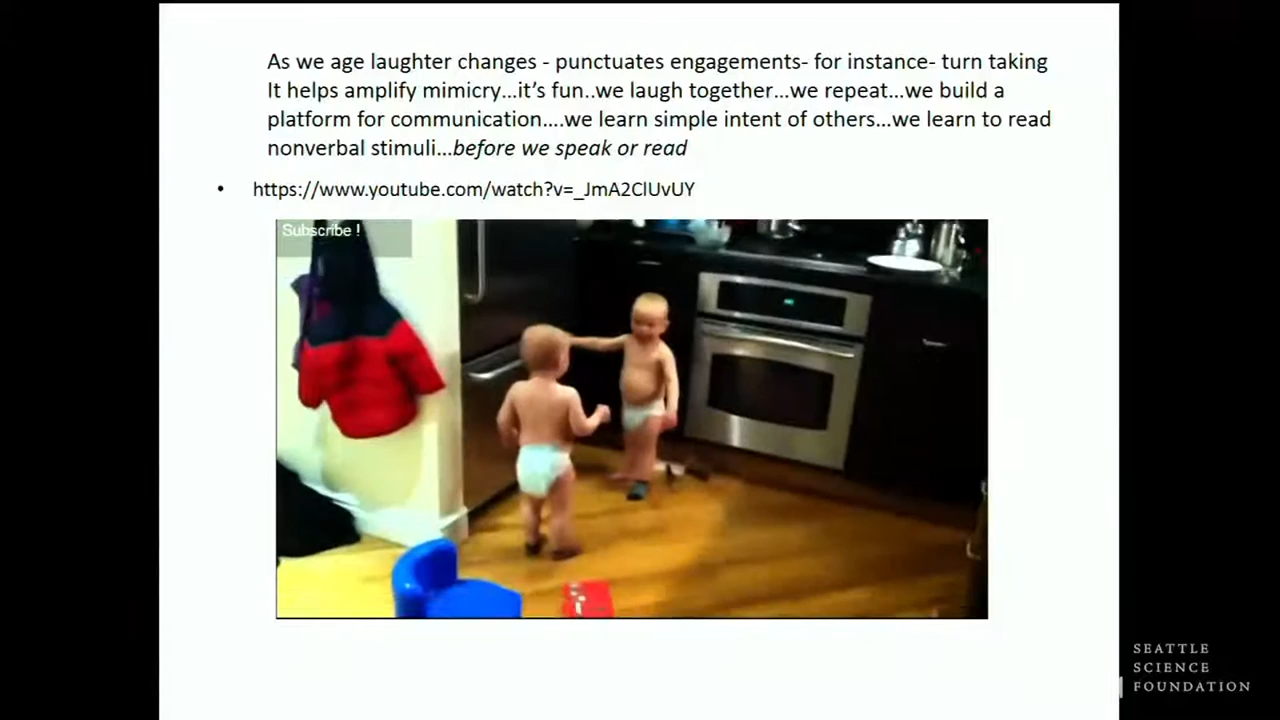 As we age laughter changes - punctuates engagements- for instance- turn taking
It helps amplify mimicry...it’s fun..we laugh together...we repeat...we build a
platform for communication....we learn simple intent of others...we learn to read
nonverbal stimuli...before we speak or read
• https://www.youtube.com/watch?v=_JmA2ClUvUY
Subscribe !
SEATTLE
SCIENCE
FOUNDATION